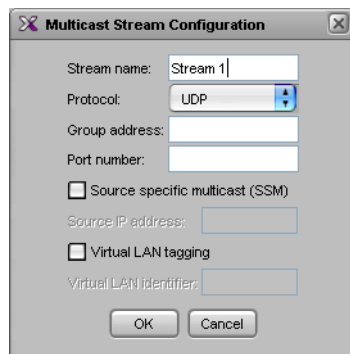 Multicast Stream Configuration
Stream name: Stream 1
Protocol: UDP
Group address:
Port number:
Source specific multicast (SSM)
Source IP address:
Virtual LAN tagging
Virtual LAN identifier:
OK Cancel